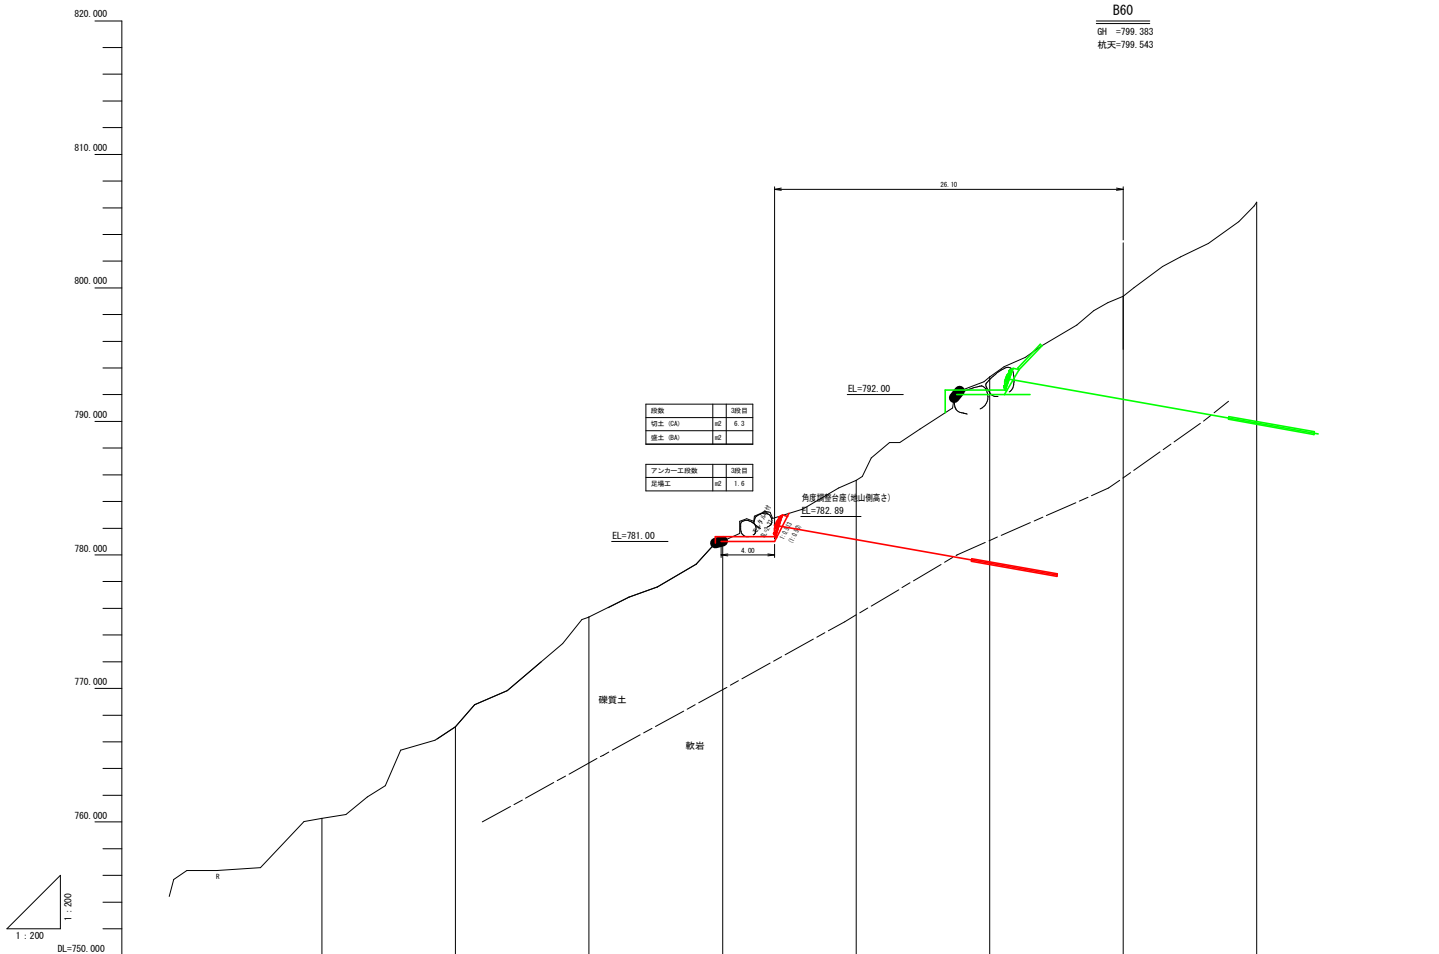 B60
GH =799.383
杭天=799.543
820.000
810.000
800.000
790.000
780.000
770.000
760.000
DL=750.000
26.10
EL=792.00
段数 3段目
切土 (CA) m2 6.3
盛土 (BA) m2
アンカー工段数 3段目
足場工 m2 1.6
角度調整台座(地山側高さ)
EL=782.89
EL=781.00
4.00
礫質土
軟岩
R
1 : 200
1 : 200